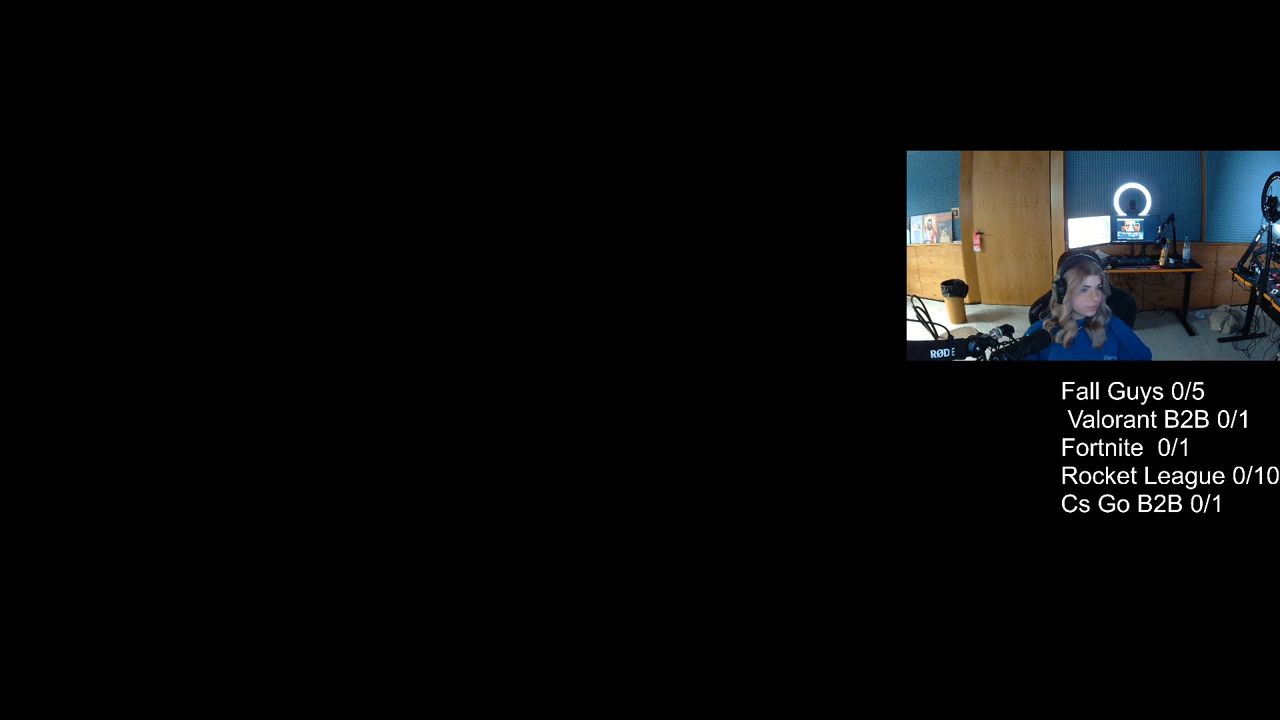 RØDE
Fall Guys 0/5
Valorant B2B 0/1
Fortnite  0/1
Rocket League 0/10
Cs Go B2B 0/1